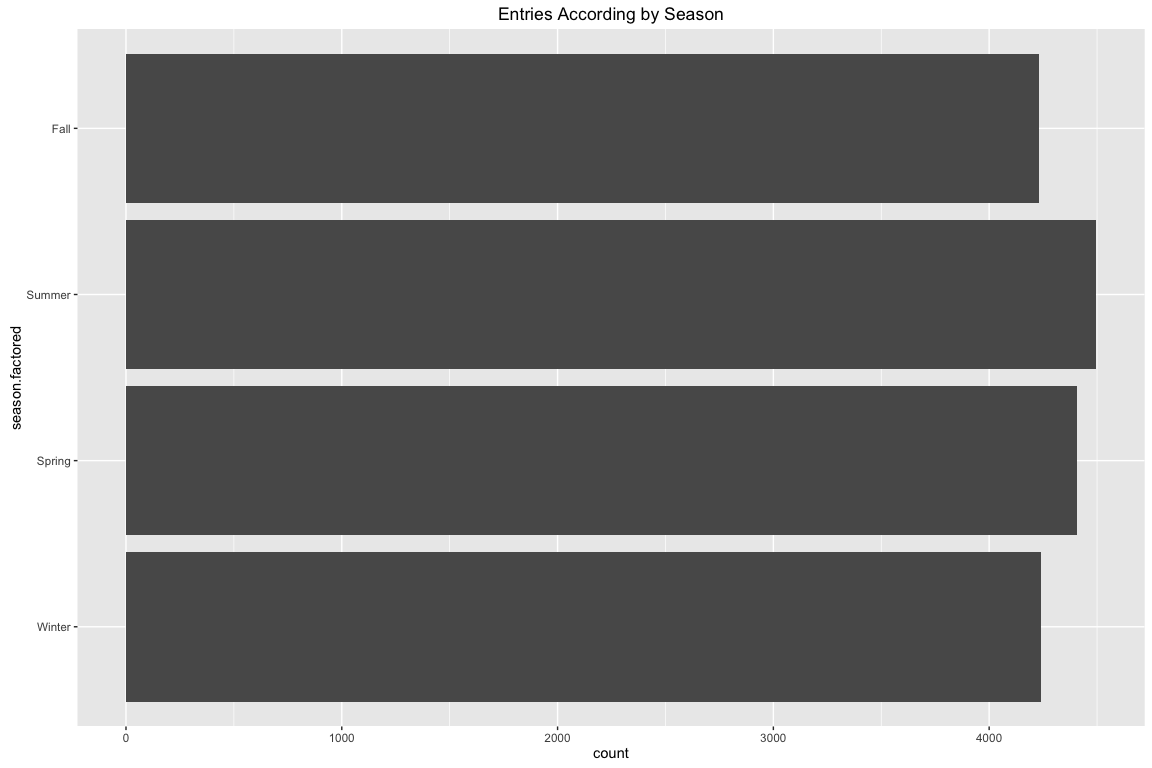 Entries According by Season
season.factored
Fall
Summer
Spring
Winter
0 1000 2000 3000 4000
count